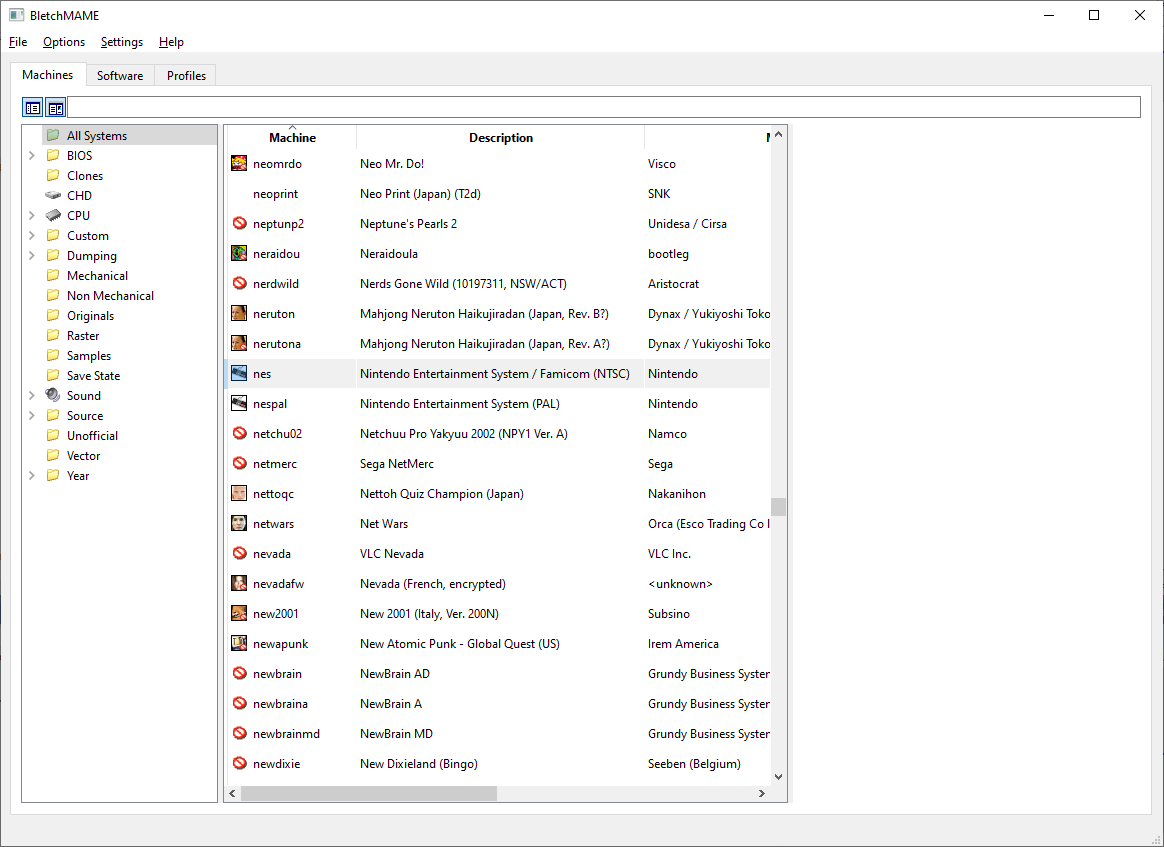 BletchMAME
File Options Settings Help
Machines Software Profiles
All Systems
BIOS
Clones
CHD
CPU
Custom
Dumping
Mechanical
Non Mechanical
Originals
Raster
Samples
Save State
Sound
Source
Unofficial
Vector
Year
Machine Description
neomrdo Neo Mr. Do! Visco
neoprint Neo Print (Japan) (T2d) SNK
neptunp2 Neptune's Pearls 2 Unidesa / Cirsa
neraidou Neraidoula bootleg
nerdwild Nerds Gone Wild (10197311, NSW/ACT) Aristocrat
neruton Mahjong Neruton Haikujiradan (Japan, Rev. B?) Dynax / Yukiyoshi Toko
nerutona Mahjong Neruton Haikujiradan (Japan, Rev. A?) Dynax / Yukiyoshi Toko
nes Nintendo Entertainment System / Famicom (NTSC) Nintendo
nespal Nintendo Entertainment System (PAL) Nintendo
netchu02 Netchuu Pro Yakyuu 2002 (NPY1 Ver. A) Namco
netmerc Sega NetMerc Sega
nettoqc Nettoh Quiz Champion (Japan) Nakanihon
netwars Net Wars Orca (Esco Trading Co
nevada VLC Nevada VLC Inc.
nevadafw Nevada (French, encrypted) <unknown>
new2001 New 2001 (Italy, Ver. 200N) Subsino
newapunk New Atomic Punk - Global Quest (US) Irem America
newbrain NewBrain AD Grundy Business System
newbraina NewBrain A Grundy Business System
newbrainmd NewBrain MD Grundy Business System
newdixie New Dixieland (Bingo) Seeben (Belgium)